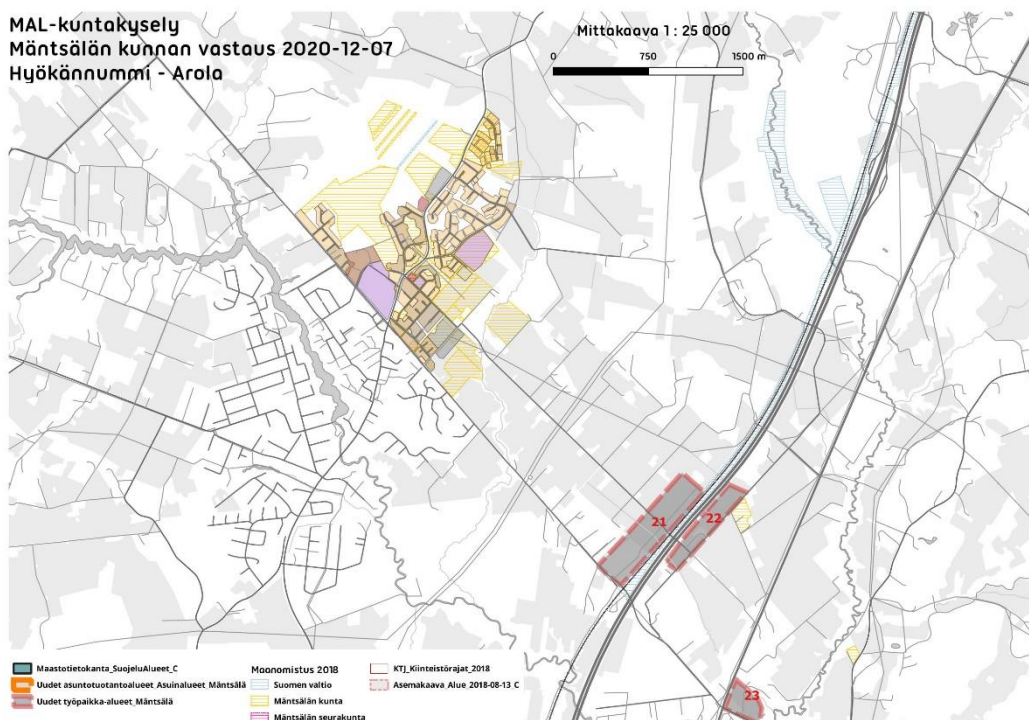 MAL-kuntakysely
Mäntsälän kunnan vastaus 2020-12-07
Hyökännummi - Arola
Mittakaava 1 : 25 000
0 750 1500 m
21
22
23
Maastotietokanta_SuojeluAlueet_C
Uudet asuntotuotantoalueet_Asuinalueet_Mäntsälä
Uudet työpaikka-alueet_Mäntsälä
Maanomistus 2018
Suomen valtio
Mäntsälän kunta
Mäntsälän seurakunta
KTJ_Kiinteistörajat_2018
Asemakaava_Alue_2018-08-13_C